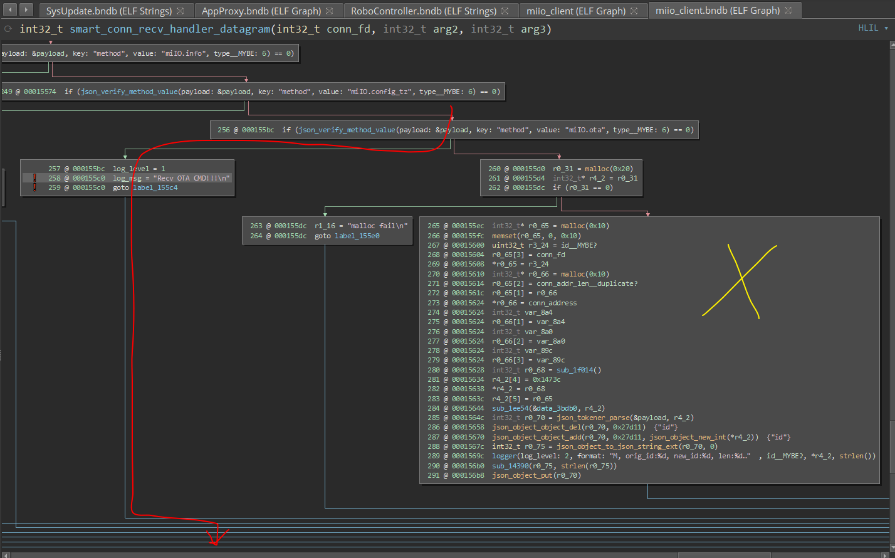 SysUpdate.bndb (ELF Strings)
AppProxy.bndb (ELF Graph)
RoboController.bndb (ELF Strings)
miio_client (ELF Graph)
miio_client.bndb (ELF Graph)
int32_t smart_conn_recv_handler_datagram(int32_t conn_fd, int32_t arg2, int32_t arg3)
HLIL
ayload: &payload, key: "method", value: "miIO.info", type__MYBE: 6) == 0)
049 @ 00015574 if (json_verify_method_value(payload: &payload, key: "method", value: "miIO.config_tz", type__MYBE: 6) == 0)
256 @ 000155bc if (json_verify_method_value(payload: &payload, key: "method", value: "miIO.ota", type__MYBE: 6) == 0)
257 @ 000155bc log_level = 1
258 @ 000155c0 log_msg = "Recv OTA CMD!!!\n"
259 @ 000155c0 goto label_155c4
260 @ 000155d0 r0_31 = malloc(0x20)
261 @ 000155d4 int32_t* r4_2 = r0_31
262 @ 000155dc if (r0_31 == 0)
263 @ 000155dc r1_16 = "malloc fail\n"
264 @ 000155dc goto label_155e0
265 @ 000155ec int32_t* r0_65 = malloc(0x10)
266 @ 000155fc memset(r0_65, 0, 0x10)
267 @ 00015600 uint32_t r3_24 = id__MYBE?
268 @ 00015604 r0_65[3] = conn_fd
269 @ 00015608 *r0_65 = r3_24
270 @ 00015610 int32_t* r0_66 = malloc(0x10)
271 @ 00015614 r0_65[2] = conn_addr_len__duplicate?
272 @ 0001561c r0_65[1] = r0_66
273 @ 00015624 *r0_66 = conn_address
274 @ 00015624 int32_t var_8a4
275 @ 00015624 r0_66[1] = var_8a4
276 @ 00015624 int32_t var_8a0
277 @ 00015624 r0_66[2] = var_8a0
278 @ 00015624 int32_t var_89c
279 @ 00015624 r0_66[3] = var_89c
280 @ 00015628 int32_t r0_68 = sub_1f014()
281 @ 00015634 r4_2[4] = 0x1473c
282 @ 00015638 *r4_2 = r0_68
283 @ 0001563c r4_2[5] = r0_65
284 @ 00015644 sub_1ee54(&data_3bdb0, r4_2)
285 @ 0001564c int32_t r0_70 = json_tokener_parse(&payload, r4_2)
286 @ 00015658 json_object_object_del(r0_70, 0x27d11) {"id"}
287 @ 00015670 json_object_object_add(r0_70, 0x27d11, json_object_new_int(*r4_2)) {"id"}
288 @ 0001567c int32_t r0_75 = json_object_to_json_string_ext(r0_70, 0)
289 @ 0001569c logger(log_level: 2, format: "M, orig_id:%d, new_id:%d, len:%d…" , id__MYBE?, *r4_2, strlen())
290 @ 000156b0 sub_14390(r0_75, strlen(r0_75))
291 @ 000156b8 json_object_put(r0_70)